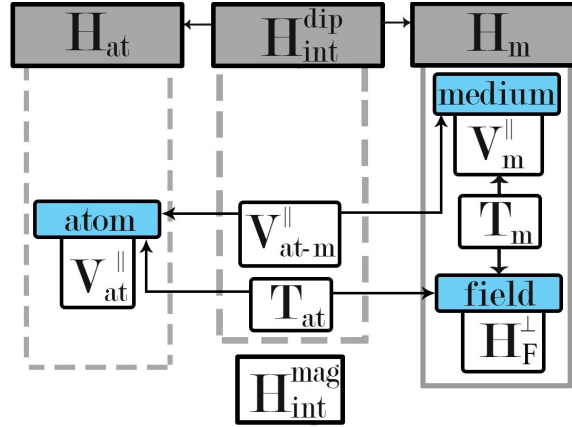 H_at H_int^dip H_m
medium
V_m^∥
atom V_at-m^∥ T_m
V_at^∥ T_at field
H_F^⊥
H_int^mag